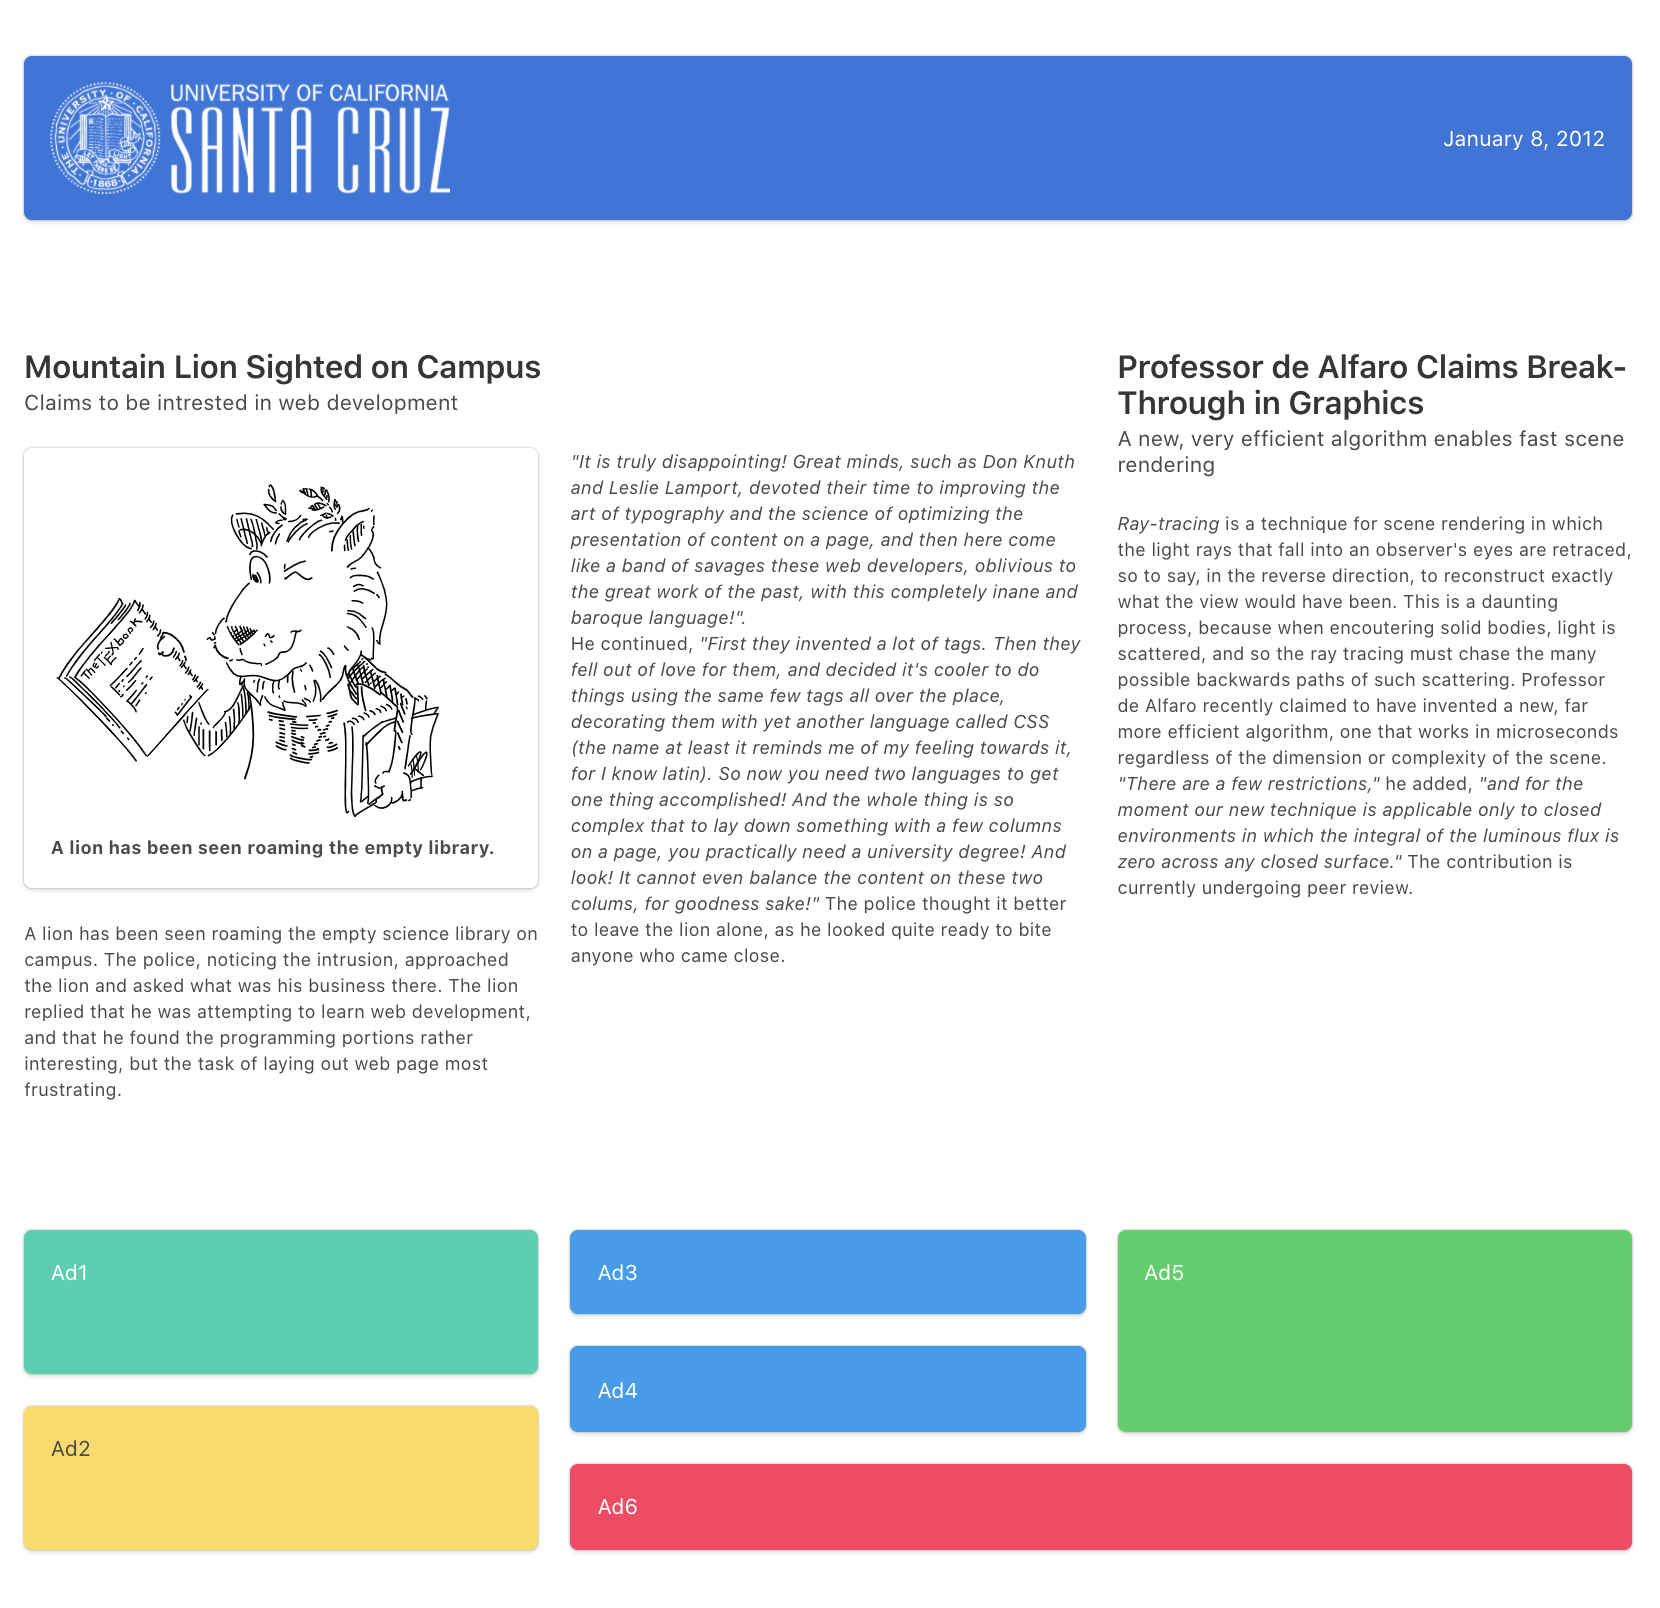 THE · UNIVERSITY · OF · CALIFORNIA
· 1868 ·
UNIVERSITY OF CALIFORNIA
SANTA CRUZ
January 8, 2012
Mountain Lion Sighted on Campus
Claims to be intrested in web development
The TEXbook
TEX
A lion has been seen roaming the empty library.
A lion has been seen roaming the empty science library on
campus. The police, noticing the intrusion, approached
the lion and asked what was his business there. The lion
replied that he was attempting to learn web development,
and that he found the programming portions rather
interesting, but the task of laying out web page most
frustrating.
"It is truly disappointing! Great minds, such as Don Knuth
and Leslie Lamport, devoted their time to improving the
art of typography and the science of optimizing the
presentation of content on a page, and then here come
like a band of savages these web developers, oblivious to
the great work of the past, with this completely inane and
baroque language!".
He continued, "First they invented a lot of tags. Then they
fell out of love for them, and decided it's cooler to do
things using the same few tags all over the place,
decorating them with yet another language called CSS
(the name at least it reminds me of my feeling towards it,
for I know latin). So now you need two languages to get
one thing accomplished! And the whole thing is so
complex that to lay down something with a few columns
on a page, you practically need a university degree! And
look! It cannot even balance the content on these two
colums, for goodness sake!" The police thought it better
to leave the lion alone, as he looked quite ready to bite
anyone who came close.
Professor de Alfaro Claims Break-
Through in Graphics
A new, very efficient algorithm enables fast scene
rendering
Ray-tracing is a technique for scene rendering in which
the light rays that fall into an observer's eyes are retraced,
so to say, in the reverse direction, to reconstruct exactly
what the view would have been. This is a daunting
process, because when encoutering solid bodies, light is
scattered, and so the ray tracing must chase the many
possible backwards paths of such scattering. Professor
de Alfaro recently claimed to have invented a new, far
more efficient algorithm, one that works in microseconds
regardless of the dimension or complexity of the scene.
"There are a few restrictions," he added, "and for the
moment our new technique is applicable only to closed
environments in which the integral of the luminous flux is
zero across any closed surface." The contribution is
currently undergoing peer review.
Ad1
Ad2
Ad3
Ad4
Ad5
Ad6